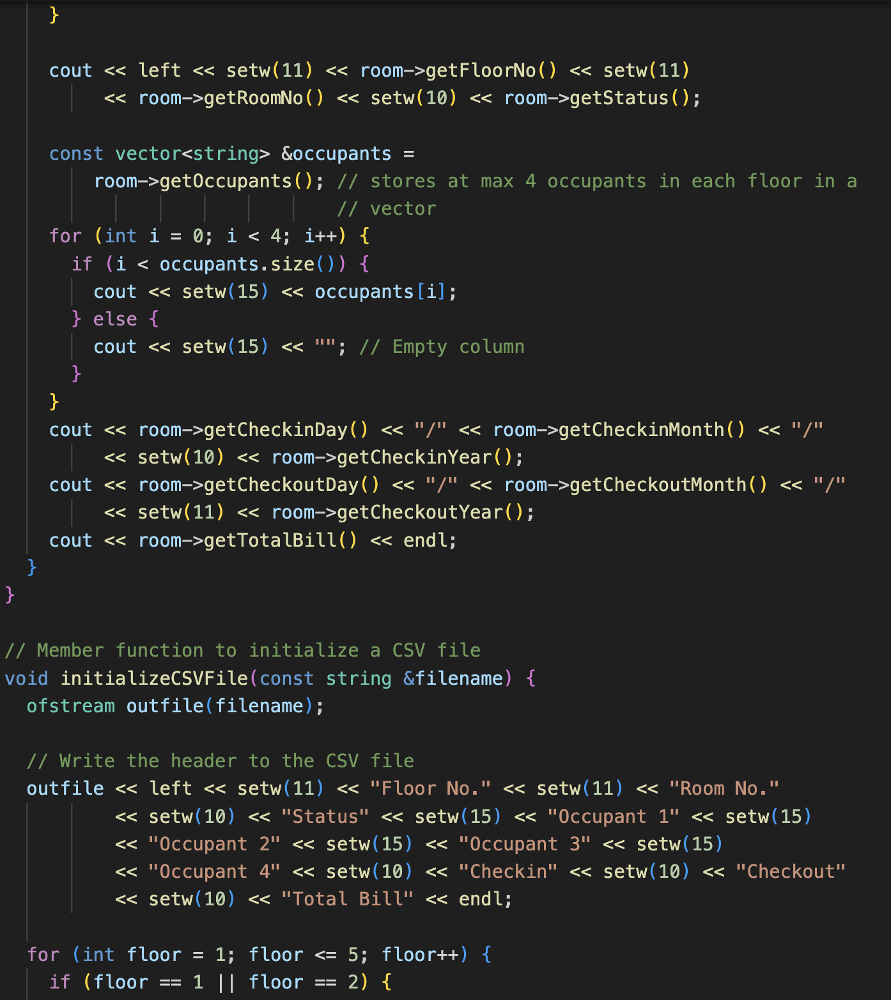 }
cout << left << setw(11) << room->getFloorNo() << setw(11)
<< room->getRoomNo() << setw(10) << room->getStatus();
const vector<string> &occupants =
room->getOccupants(); // stores at max 4 occupants in each floor in a
// vector
for (int i = 0; i < 4; i++) {
if (i < occupants.size()) {
cout << setw(15) << occupants[i];
} else {
cout << setw(15) << ""; // Empty column
}
}
cout << room->getCheckinDay() << "/" << room->getCheckinMonth() << "/"
<< setw(10) << room->getCheckinYear();
cout << room->getCheckoutDay() << "/" << room->getCheckoutMonth() << "/"
<< setw(11) << room->getCheckoutYear();
cout << room->getTotalBill() << endl;
}
}
// Member function to initialize a CSV file
void initializeCSVFile(const string &filename) {
ofstream outfile(filename);
// Write the header to the CSV file
outfile << left << setw(11) << "Floor No." << setw(11) << "Room No."
<< setw(10) << "Status" << setw(15) << "Occupant 1" << setw(15)
<< "Occupant 2" << setw(15) << "Occupant 3" << setw(15)
<< "Occupant 4" << setw(10) << "Checkin" << setw(10) << "Checkout"
<< setw(10) << "Total Bill" << endl;
for (int floor = 1; floor <= 5; floor++) {
if (floor == 1 || floor == 2) {